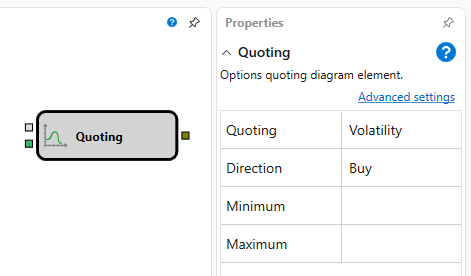 Quoting
Properties
Quoting
Options quoting diagram element.
Advanced settings
Quoting Volatility
Direction Buy
Minimum
Maximum